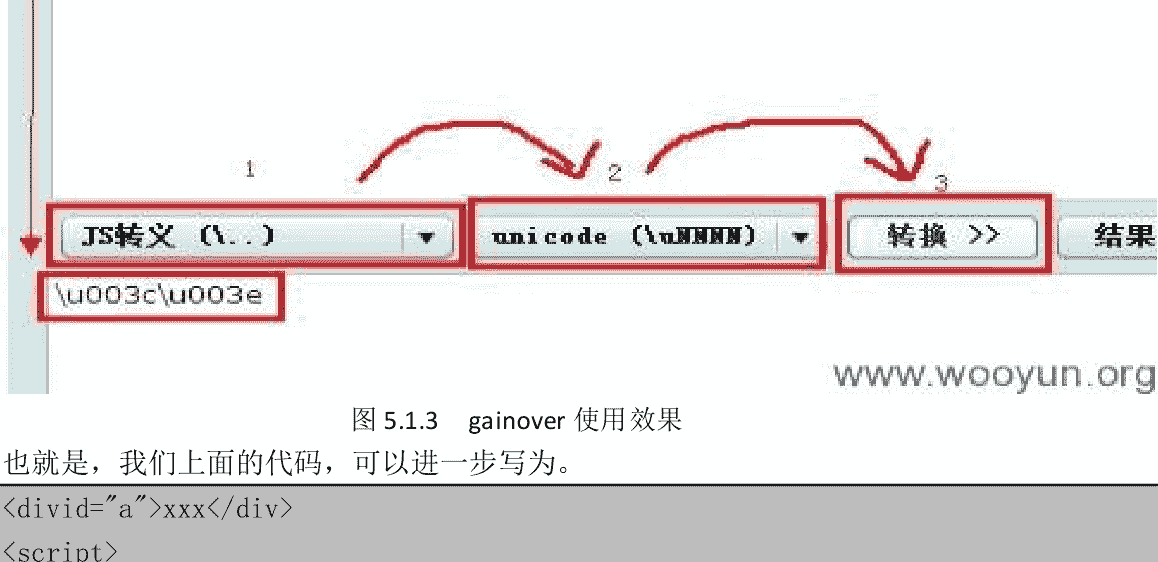 1
2
3
JS转义 (\..)
unicode (\uNNNN)
转换 >>
结果
\u003c\u003e
www.wooyun.org
图 5.1.3 gainover 使用效果
也就是，我们上面的代码，可以进一步写为。
<divid="a">xxx</div>
<script>